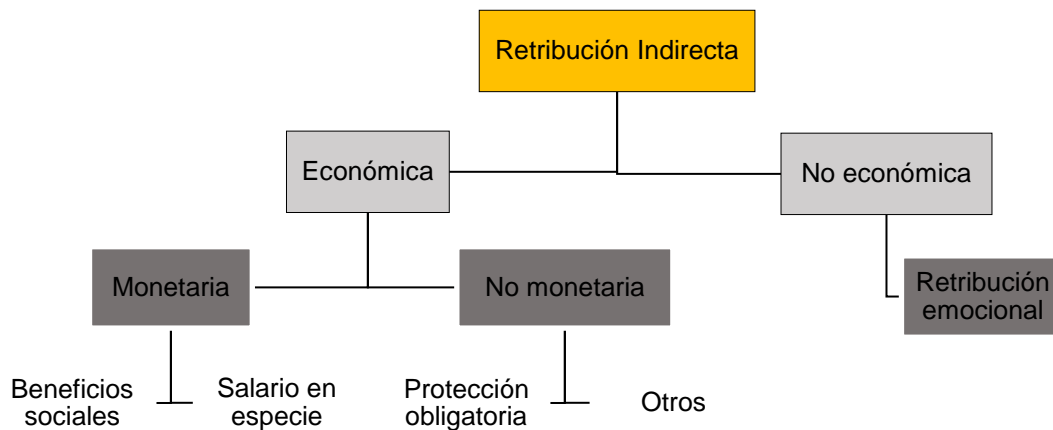 Retribución Indirecta
Económica
No económica
Monetaria
No monetaria
Retribución
emocional
Beneficios
sociales
Salario en
especie
Protección
obligatoria
Otros